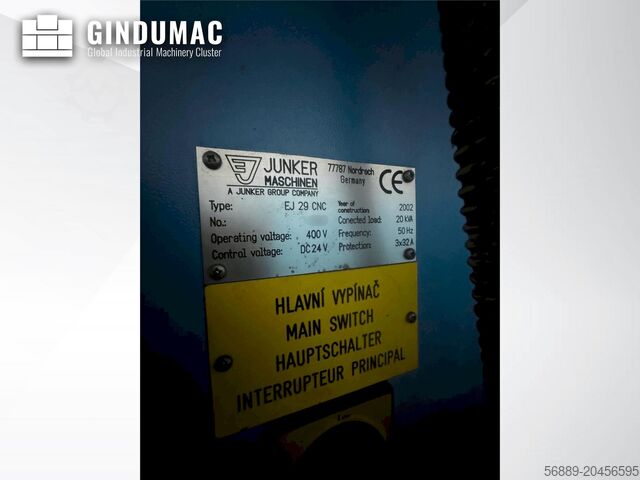 GINDUMAC
Global Industrial Machinery Cluster
EJ JUNKER
MASCHINEN
A JUNKER GROUP COMPANY
77787 Nordrach
Germany
CE
Type: EJ 29 CNC
No.:
Operating voltage: 400 V
Control voltage: DC 24 V
Year of
construction: 2002
Conected load: 20 kVA
Frequency: 50 Hz
Protection: 3x32 A
HLAVNÍ VYPÍNAČ
MAIN SWITCH
HAUPTSCHALTER
INTERRUPTEUR PRINCIPAL
56889-20456595